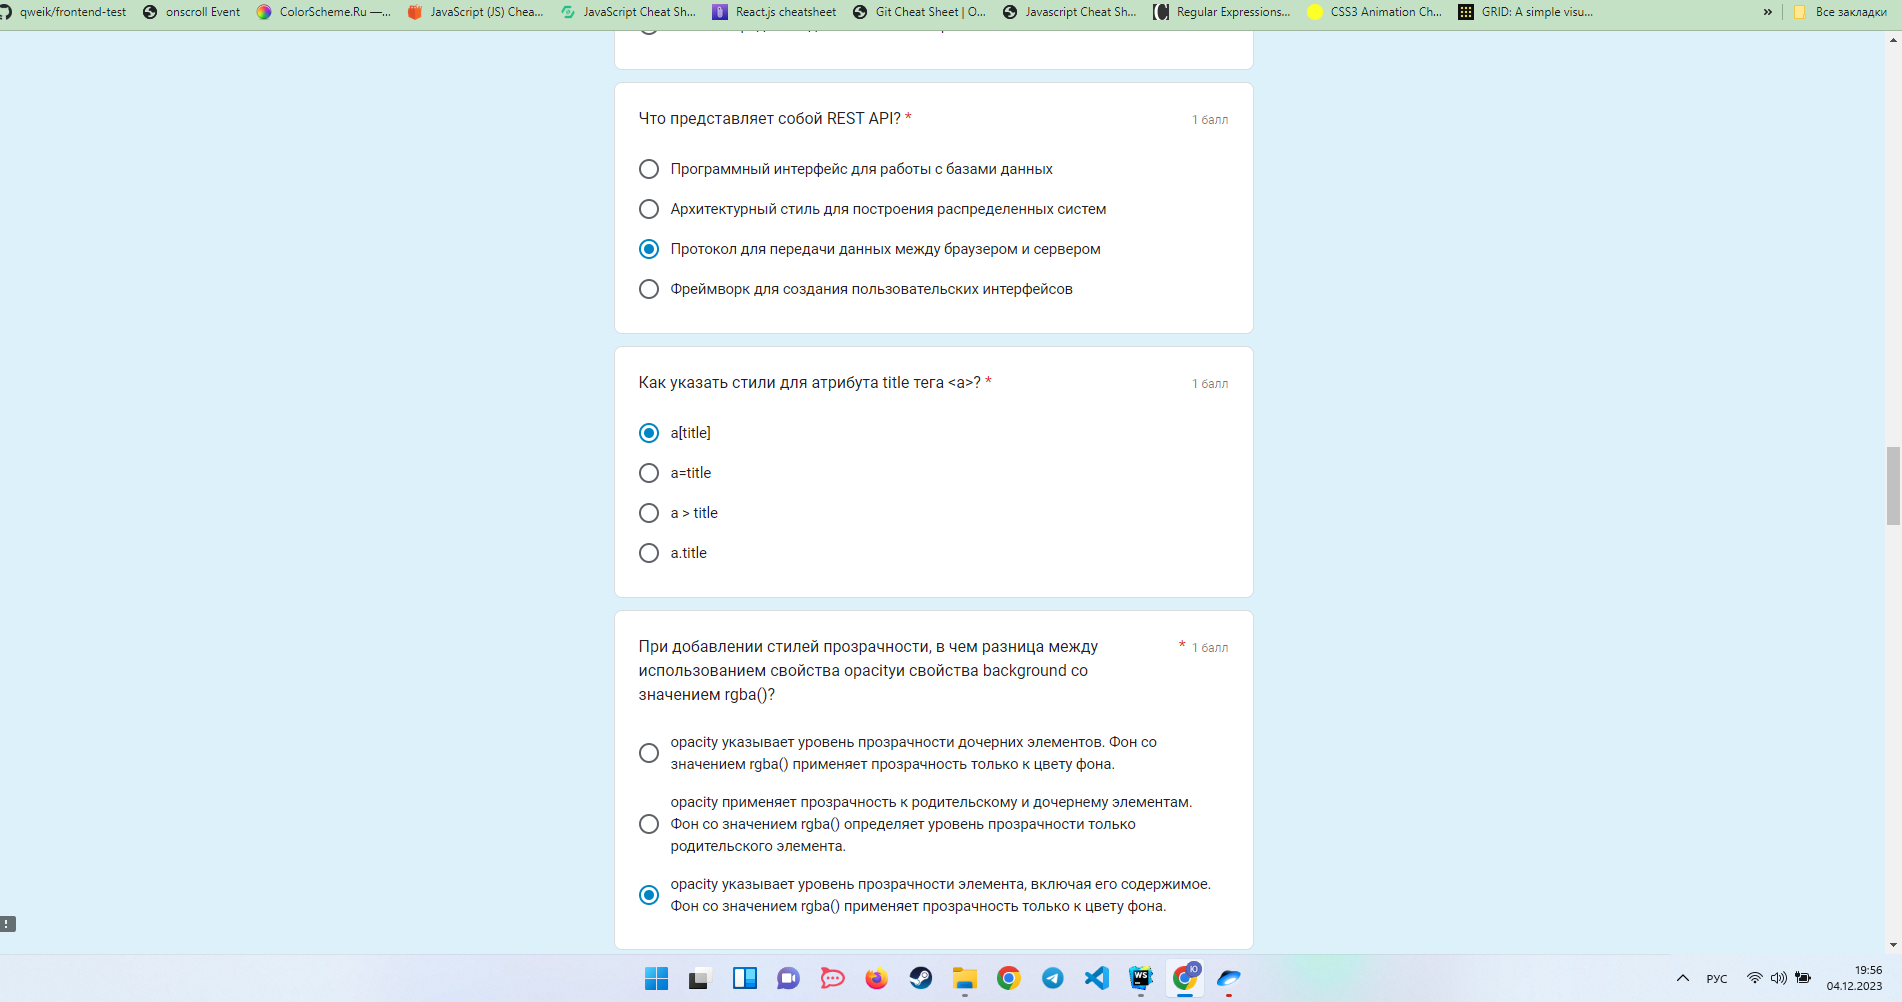 qweik/frontend-test onscroll Event ColorScheme.Ru —... JavaScript (JS) Chea... JavaScript Cheat Sh... React.js cheatsheet Git Cheat Sheet | O... Javascript Cheat Sh... Regular Expressions... CSS3 Animation Ch... GRID: A simple visu... » Все закладки
Что представляет собой REST API? * 1 балл
Программный интерфейс для работы с базами данных
Архитектурный стиль для построения распределенных систем
Протокол для передачи данных между браузером и сервером
Фреймворк для создания пользовательских интерфейсов
Как указать стили для атрибута title тега <a>? * 1 балл
a[title]
a=title
a > title
a.title
При добавлении стилей прозрачности, в чем разница между * 1 балл
использованием свойства opacityи свойства background со
значением rgba()?
opacity указывает уровень прозрачности дочерних элементов. Фон со
значением rgba() применяет прозрачность только к цвету фона.
opacity применяет прозрачность к родительскому и дочернему элементам.
Фон со значением rgba() определяет уровень прозрачности только
родительского элемента.
opacity указывает уровень прозрачности элемента, включая его содержимое.
Фон со значением rgba() применяет прозрачность только к цвету фона.
WS
Ю
РУС
19:56
04.12.2023